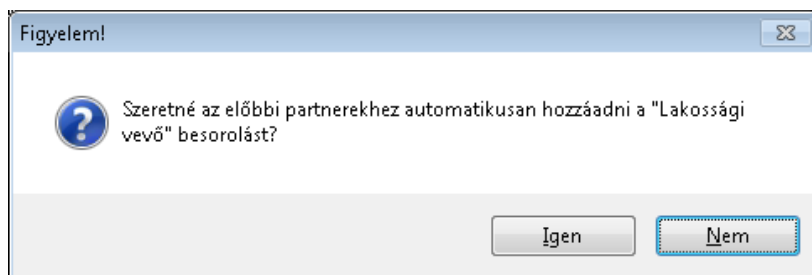 Figyelem!
Szeretné az előbbi partnerekhez automatikusan hozzáadni a "Lakossági
vevő" besorolást?
Igen
Nem